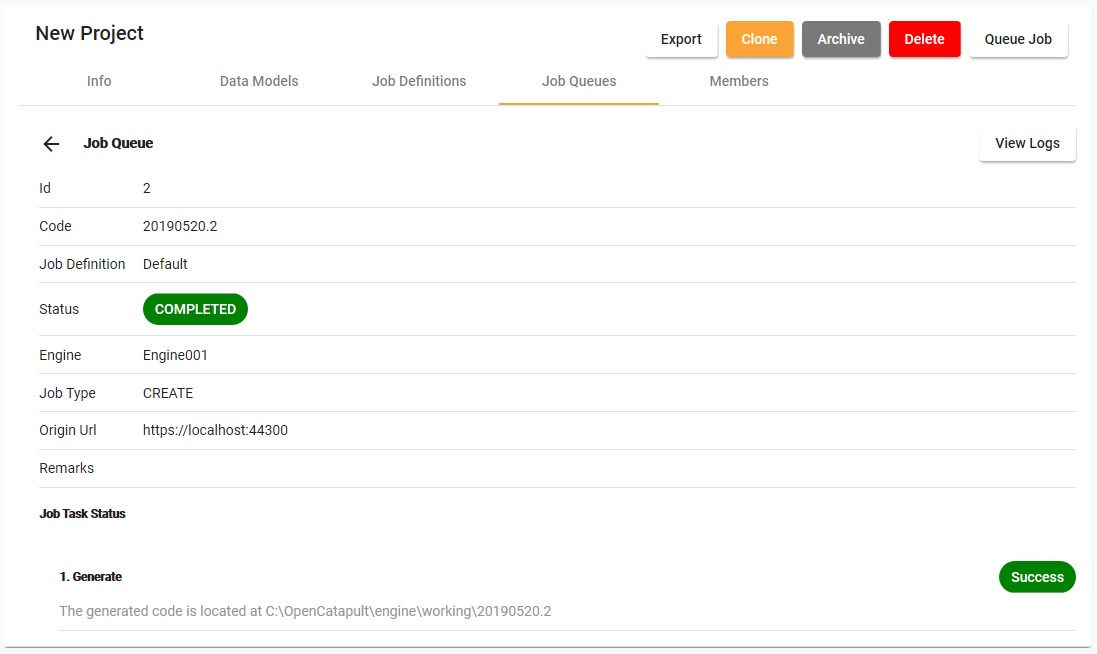 New Project
Export Clone Archive Delete Queue Job
Info Data Models Job Definitions Job Queues Members
Job Queue View Logs
Id 2
Code 20190520.2
Job Definition Default
Status COMPLETED
Engine Engine001
Job Type CREATE
Origin Url https://localhost:44300
Remarks
Job Task Status
1. Generate Success
The generated code is located at C:\OpenCatapult\engine\working\20190520.2